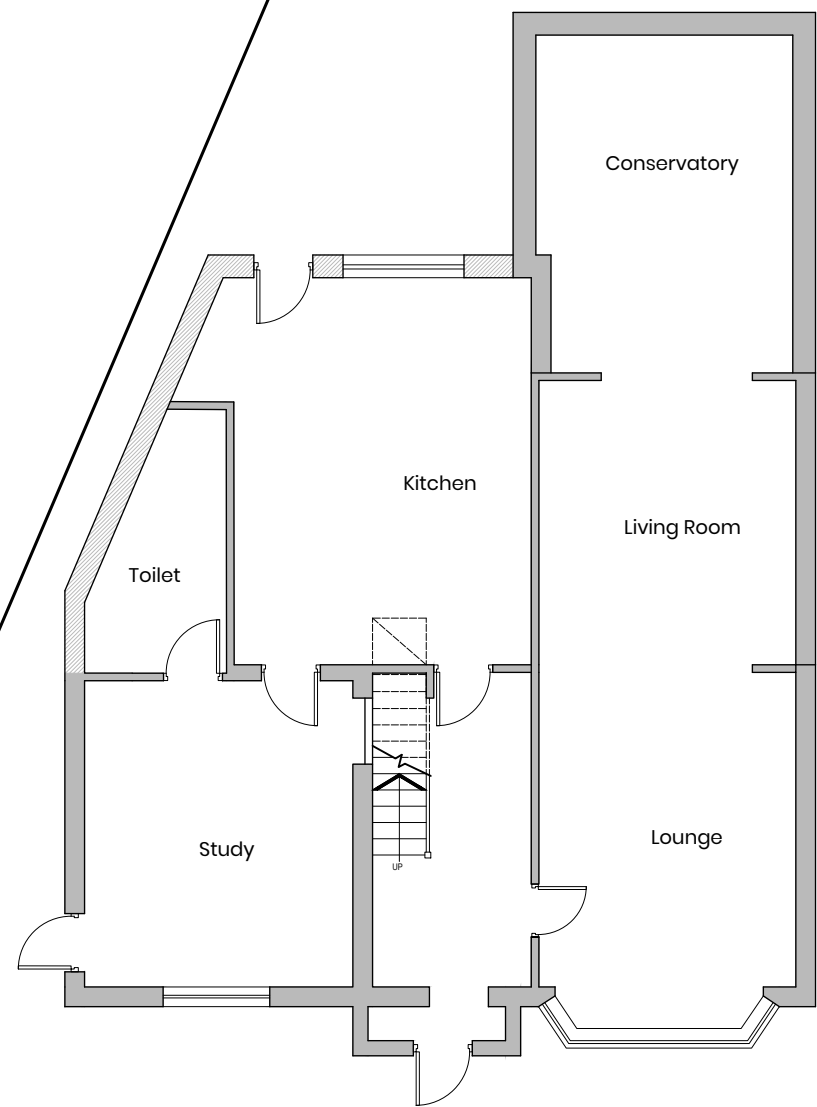 Conservatory
Kitchen
Living Room
Toilet
Lounge
Study
UP